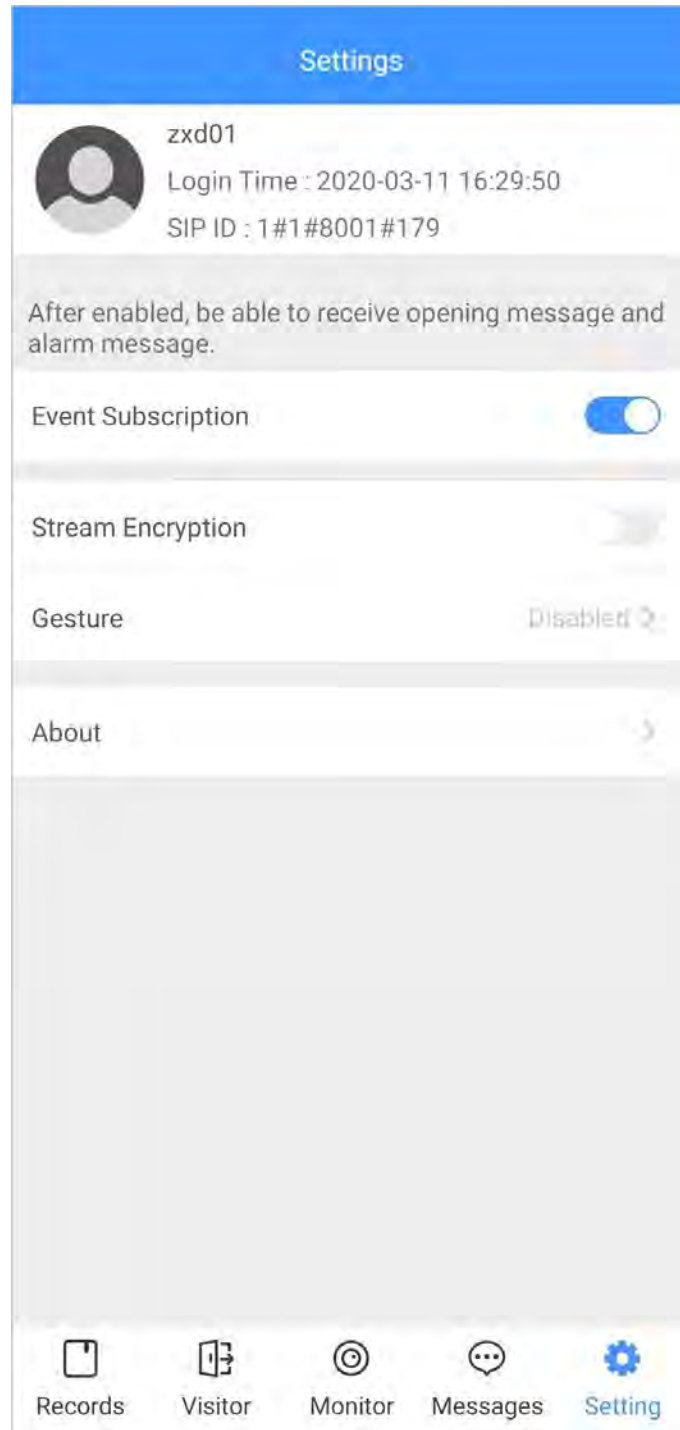 Settings
zxd01
Login Time : 2020-03-11 16:29:50
SIP ID : 1#1#8001#179
After enabled, be able to receive opening message and
alarm message.
Event Subscription
Stream Encryption
Gesture Disabled
About
Records Visitor Monitor Messages Setting